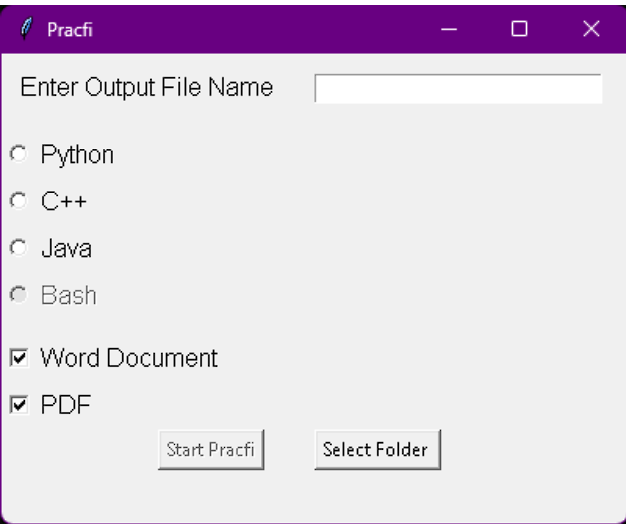 Pracfi
Enter Output File Name
Python
C++
Java
Bash
Word Document
PDF
Start Pracfi Select Folder